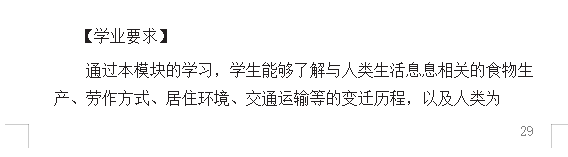 【学业要求】
通过本模块的学习，学生能够了解与人类生活息息相关的食物生
产、劳作方式、居住环境、交通运输等的变迁历程，以及人类为
29